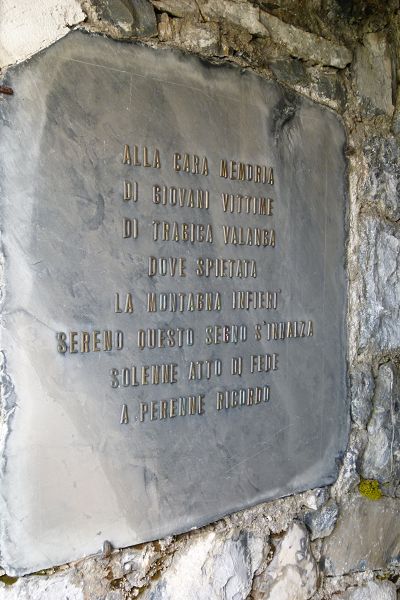 ALLA CARA MEMORIA
DI GIOVANI VITTIME
DI TRAGICA VALANGA
DOVE SPIETATA
LA MONTAGNA INFIERI'
SERENO QUESTO SEGNO S'INNALZA
SOLENNE ATTO DI FEDE
A PERENNE RICORDO